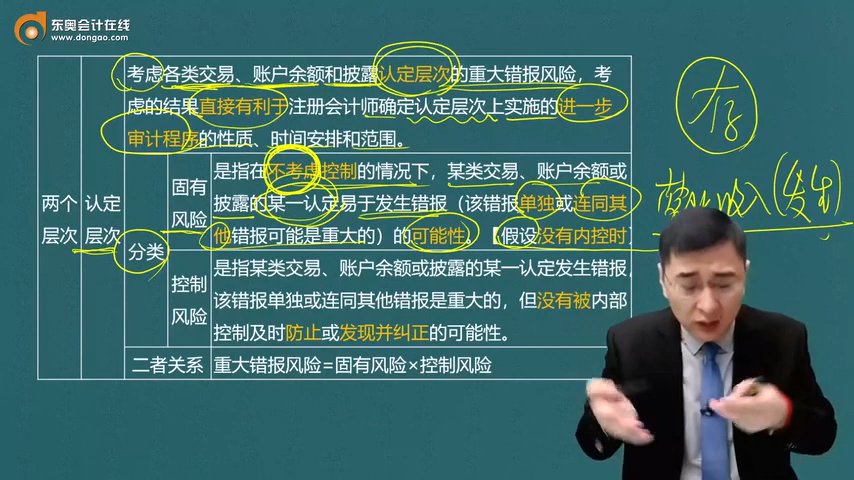 东奥会计在线
www.dongao.com
考虑各类交易、账户余额和披露认定层次的重大错报风险，考
虑的结果直接有利于注册会计师确定认定层次上实施的进一步
审计程序的性质、时间安排和范围。
两个
层次
认定
层次
分类
固有
风险
是指在不考虑控制的情况下，某类交易、账户余额或
披露的某一认定易于发生错报（该错报单独或连同其
他错报可能是重大的）的可能性。【假设没有内控时
控制
风险
是指某类交易、账户余额或披露的某一认定发生错报，
该错报单独或连同其他错报是重大的，但没有被内部
控制及时防止或发现并纠正的可能性。
二者关系
重大错报风险=固有风险×控制风险
营业收入(发生)